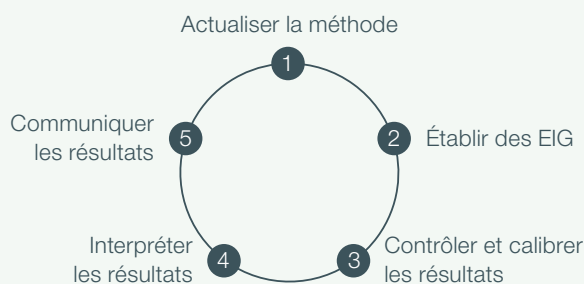 Actualiser la méthode
1
2
Établir des EIG
3
Contrôler et calibrer
les résultats
4
Interpréter
les résultats
5
Communiquer
les résultats